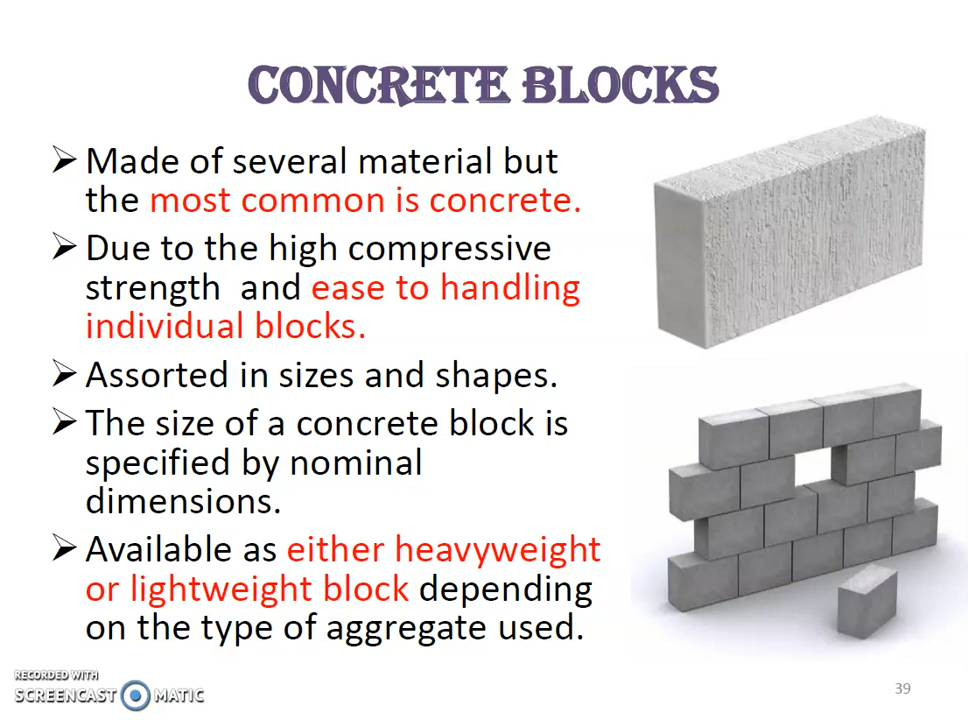 CONCRETE BLOCKS
➢ Made of several material but
the most common is concrete.
➢ Due to the high compressive
strength and ease to handling
individual blocks.
➢ Assorted in sizes and shapes.
➢ The size of a concrete block is
specified by nominal
dimensions.
➢ Available as either heavyweight
or lightweight block depending
on the type of aggregate used.
RECORDED WITH
SCREENCAST MATIC
39